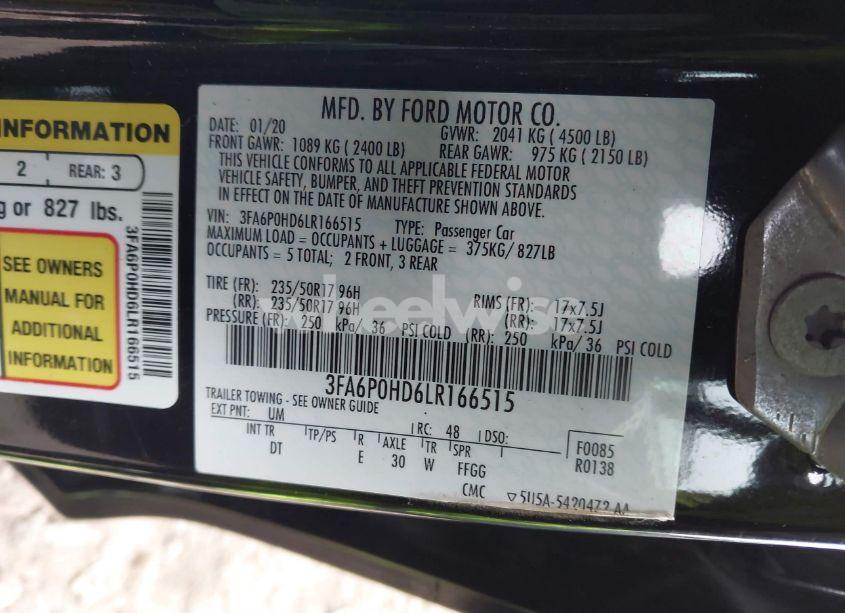 INFORMATION
2 REAR: 3
g or 827 lbs.
SEE OWNERS
MANUAL FOR
ADDITIONAL
INFORMATION
3FA6P0HD6LR166515
MFD. BY FORD MOTOR CO.
DATE: 01/20 GVWR: 2041 KG ( 4500 LB)
FRONT GAWR: 1089 KG ( 2400 LB) REAR GAWR: 975 KG ( 2150 LB)
THIS VEHICLE CONFORMS TO ALL APPLICABLE FEDERAL MOTOR
VEHICLE SAFETY, BUMPER, AND THEFT PREVENTION STANDARDS
IN EFFECT ON THE DATE OF MANUFACTURE SHOWN ABOVE.
VIN: 3FA6P0HD6LR166515 TYPE: Passenger Car
MAXIMUM LOAD = OCCUPANTS + LUGGAGE = 375KG/ 827LB
OCCUPANTS = 5 TOTAL; 2 FRONT, 3 REAR
TIRE (FR): 235/50R17 96H RIMS (FR): 17x7.5J
(RR): 235/50R17 96H (RR): 17x7.5J
PRESSURE (FR): 250 kPa/ 36 PSI COLD (RR): 250 kPa/ 36 PSI COLD
wheelwis
3FA6P0HD6LR166515
TRAILER TOWING - SEE OWNER GUIDE
EXT PNT: UM RC: 48 DSO:
INT TR TP/PS R AXLE TR SPR F0085
DT E 30 W FFGG R0138
CMC